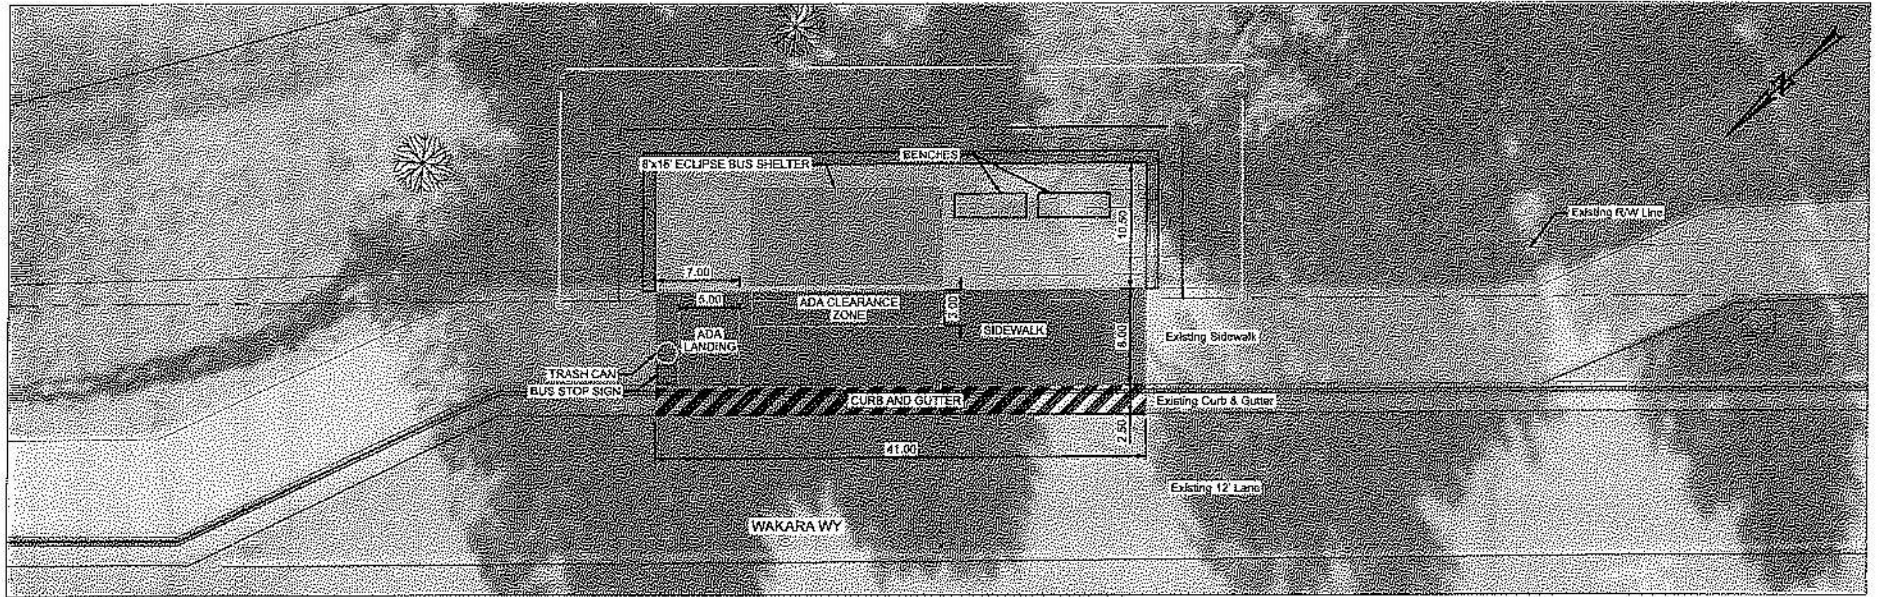 N
8'x16' ECLIPSE BUS SHELTER
BENCHES
10.50
Existing R/W Line
7.00
5.00
ADA CLEARANCE
ZONE
3.00
ADA
LANDING
SIDEWALK
8.00
Existing Sidewalk
TRASH CAN
BUS STOP SIGN
CURB AND GUTTER
Existing Curb & Gutter
2.50
41.00
Existing 12' Lane
WAKARA WY